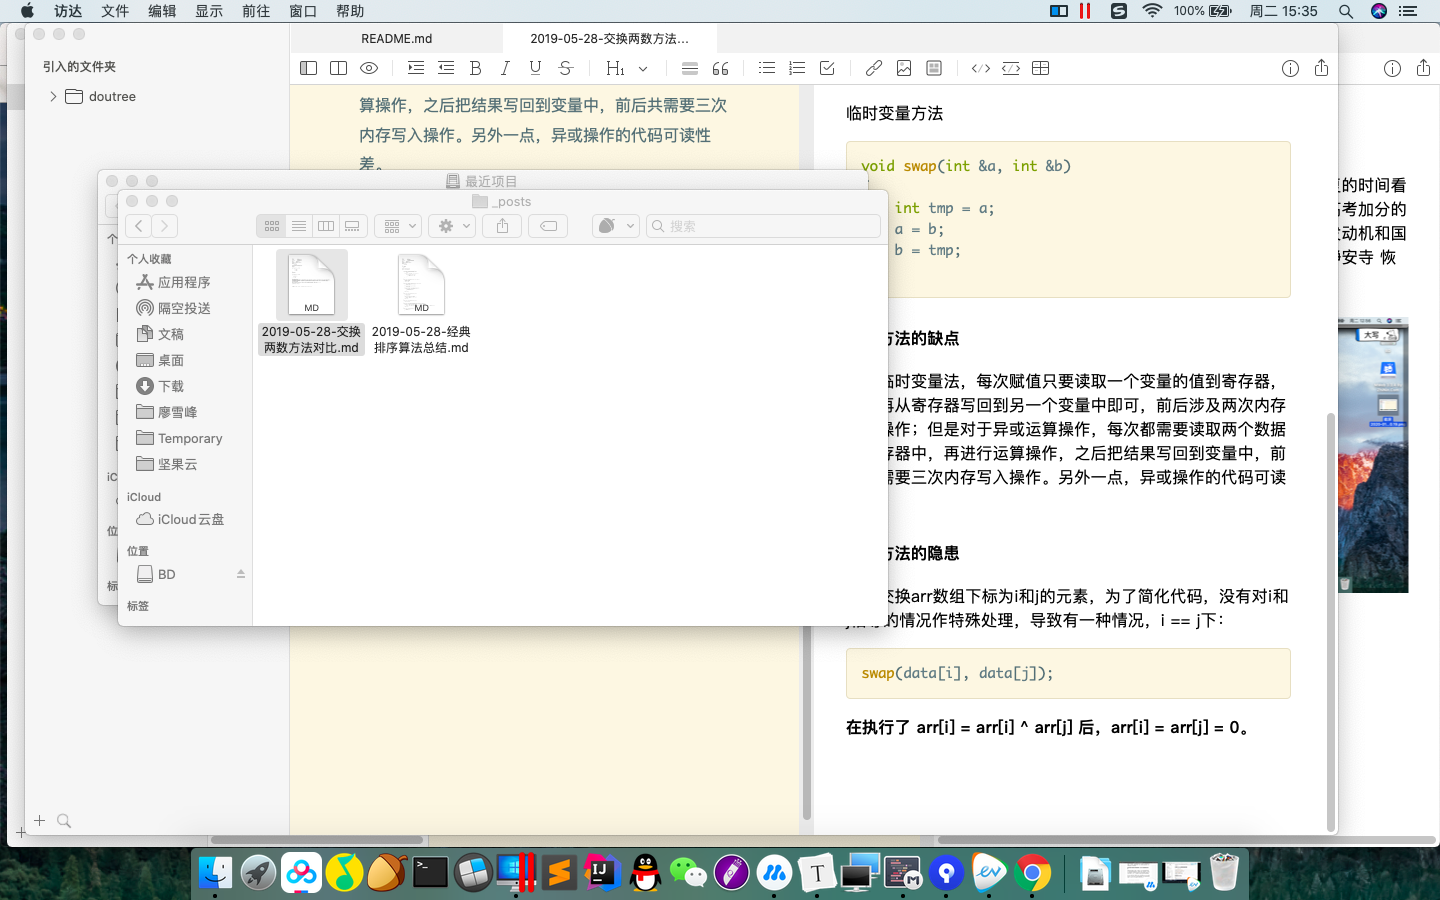 访达 文件 编辑 显示 前往 窗口 帮助 100% 周二 15:35
README.md 2019-05-28-交换两数方法...
引入的文件夹
doutree
算操作，之后把结果写回到变量中，前后共需要三次
内存写入操作。另外一点，异或操作的代码可读性
差。
最近项目
_posts
搜索
个人收藏
应用程序
隔空投送
文稿
桌面
下载
廖雪峰
Temporary
坚果云
iCloud
iCloud云盘
位置
BD
标签
MD
2019-05-28-交换
两数方法对比.md
MD
2019-05-28-经典
排序算法总结.md
临时变量方法
void swap(int &a, int &b)
int tmp = a;
a = b;
b = tmp;
方法的缺点
临时变量法，每次赋值只要读取一个变量的值到寄存器，
再从寄存器写回到另一个变量中即可，前后涉及两次内存
操作；但是对于异或运算操作，每次都需要读取两个数据
存器中，再进行运算操作，之后把结果写回到变量中，前
需要三次内存写入操作。另外一点，异或操作的代码可读
方法的隐患
交换arr数组下标为i和j的元素，为了简化代码，没有对i和
的情况作特殊处理，导致有一种情况，i == j下：
swap(data[i], data[j]);
在执行了 arr[i] = arr[i] ^ arr[j] 后，arr[i] = arr[j] = 0。
的时间看
高考加分的
发动机和国
静安寺 恢
大写